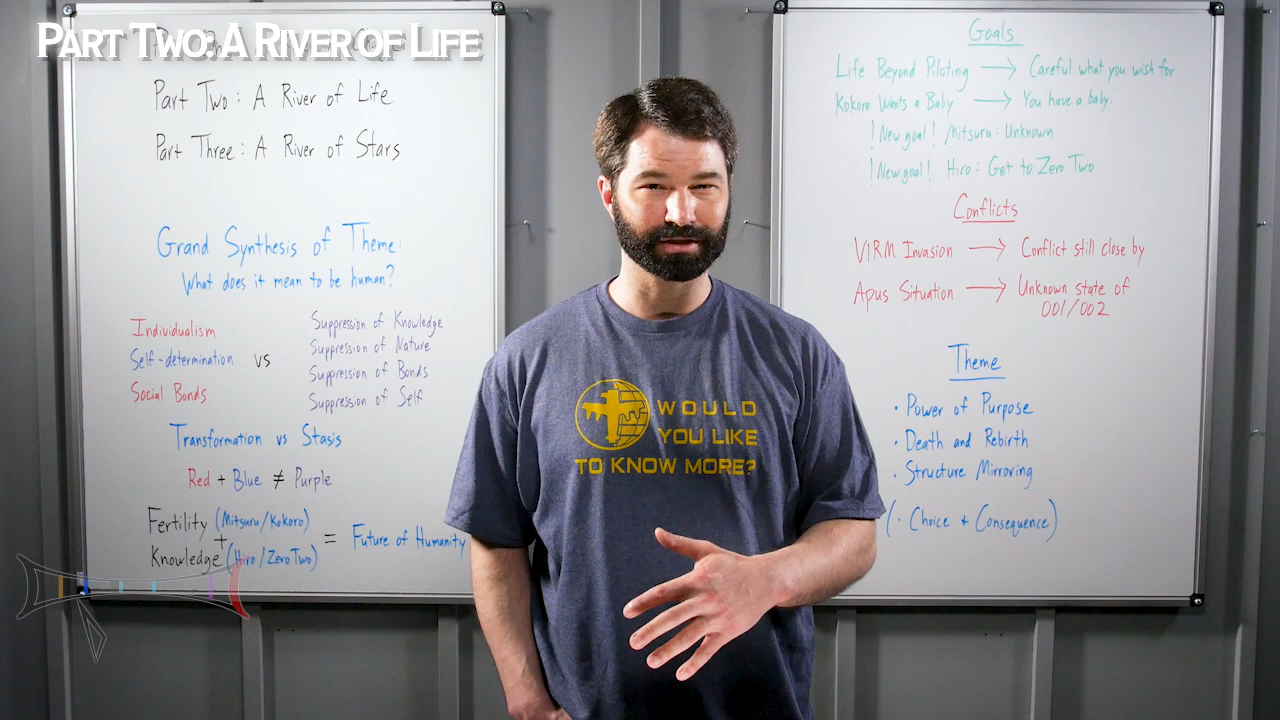 Part Two: A River of Life
Part Two: A River of Life
Part Three: A River of Stars
Grand Synthesis of Theme:
What does it mean to be human?
Individualism
Self-determination
Social Bonds
vs
Suppression of Knowledge
Suppression of Nature
Suppression of Bonds
Suppression of Self
Transformation vs Stasis
Red + Blue ≠ Purple
Fertility (Mitsuru/Kokoro)
+
Knowledge (Hiro/Zero Two)
= Future of Humanity
WOULD
YOU LIKE
TO KNOW MORE?
Goals
Life Beyond Piloting → Careful what you wish for
Kokoro Wants a Baby → You have a baby.
! New goal! Mitsuru: Unknown
! New goal! Hiro: Get to Zero Two
Conflicts
VIRM Invasion → Conflict still close by
Apus Situation → Unknown state of
001/002
Theme
• Power of Purpose
• Death and Rebirth
• Structure Mirroring
(• Choice + Consequence)